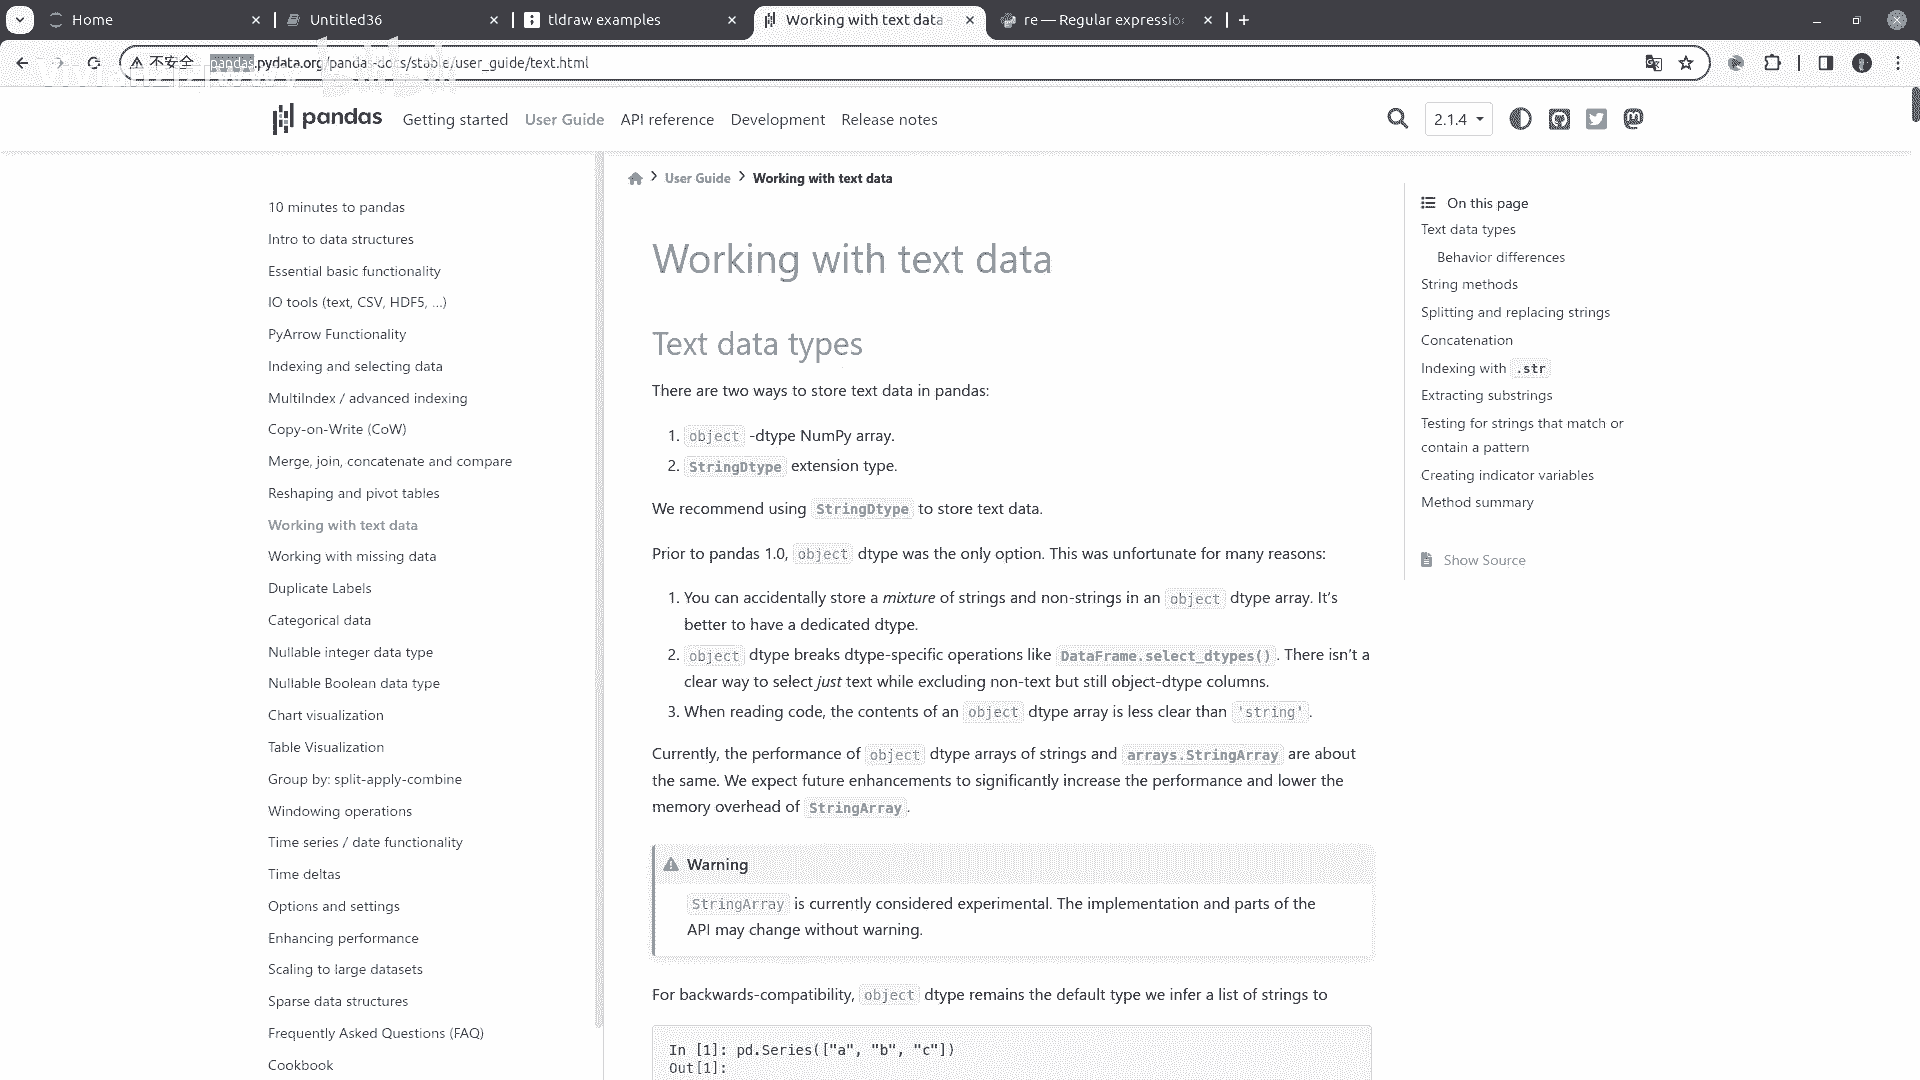 Home
Untitled36
tldraw examples
Working with text data
re — Regular expressio
不安全
pandas.pydata.org/pandas-docs/stable/user_guide/text.html
pandas
Getting started
User Guide
API reference
Development
Release notes
2.1.4
10 minutes to pandas
Intro to data structures
Essential basic functionality
IO tools (text, CSV, HDF5, …)
PyArrow Functionality
Indexing and selecting data
MultiIndex / advanced indexing
Copy-on-Write (CoW)
Merge, join, concatenate and compare
Reshaping and pivot tables
Working with text data
Working with missing data
Duplicate Labels
Categorical data
Nullable integer data type
Nullable Boolean data type
Chart visualization
Table Visualization
Group by: split-apply-combine
Windowing operations
Time series / date functionality
Time deltas
Options and settings
Enhancing performance
Scaling to large datasets
Sparse data structures
Frequently Asked Questions (FAQ)
Cookbook
User Guide
Working with text data
Working with text data
Text data types
There are two ways to store text data in pandas:
1. object -dtype NumPy array.
2. StringDtype extension type.
We recommend using StringDtype to store text data.
Prior to pandas 1.0, object dtype was the only option. This was unfortunate for many reasons:
1. You can accidentally store a mixture of strings and non-strings in an object dtype array. It’s
better to have a dedicated dtype.
2. object dtype breaks dtype-specific operations like DataFrame.select_dtypes(). There isn’t a
clear way to select just text while excluding non-text but still object-dtype columns.
3. When reading code, the contents of an object dtype array is less clear than 'string'.
Currently, the performance of object dtype arrays of strings and arrays.StringArray are about
the same. We expect future enhancements to significantly increase the performance and lower the
memory overhead of StringArray.
Warning
StringArray is currently considered experimental. The implementation and parts of the
API may change without warning.
For backwards-compatibility, object dtype remains the default type we infer a list of strings to
In [1]: pd.Series(["a", "b", "c"])
Out[1]:
On this page
Text data types
Behavior differences
String methods
Splitting and replacing strings
Concatenation
Indexing with .str
Extracting substrings
Testing for strings that match or
contain a pattern
Creating indicator variables
Method summary
Show Source